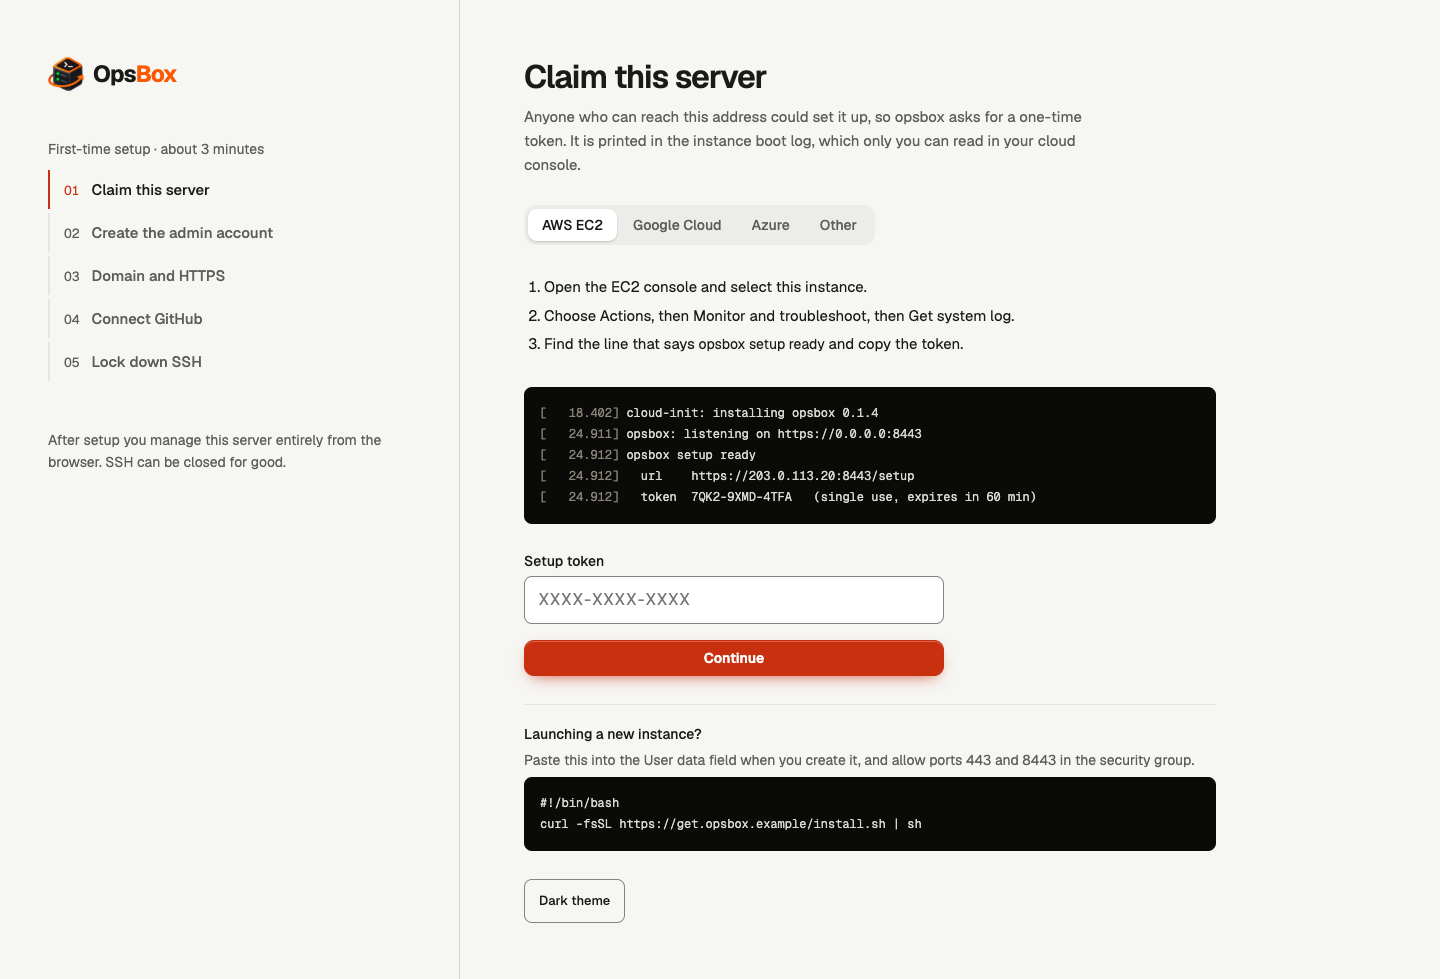 OpsBox
First-time setup · about 3 minutes
01 Claim this server
02 Create the admin account
03 Domain and HTTPS
04 Connect GitHub
05 Lock down SSH
After setup you manage this server entirely from the
browser. SSH can be closed for good.
Claim this server
Anyone who can reach this address could set it up, so opsbox asks for a one-time
token. It is printed in the instance boot log, which only you can read in your cloud
console.
AWS EC2 Google Cloud Azure Other
1. Open the EC2 console and select this instance.
2. Choose Actions, then Monitor and troubleshoot, then Get system log.
3. Find the line that says opsbox setup ready and copy the token.
[   18.402] cloud-init: installing opsbox 0.1.4
[   24.911] opsbox: listening on https://0.0.0.0:8443
[   24.912] opsbox setup ready
[   24.912]   url    https://203.0.113.20:8443/setup
[   24.912]   token  7QK2-9XMD-4TFA   (single use, expires in 60 min)
Setup token
XXXX-XXXX-XXXX
Continue
Launching a new instance?
Paste this into the User data field when you create it, and allow ports 443 and 8443 in the security group.
#!/bin/bash
curl -fsSL https://get.opsbox.example/install.sh | sh
Dark theme